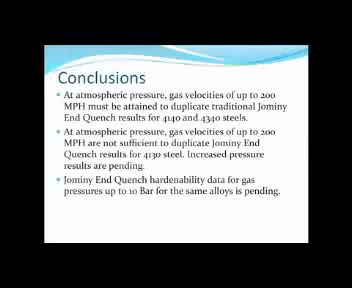 Conclusions
At atmospheric pressure, gas velocities of up to 200
MPH must be attained to duplicate traditional Jominy
End Quench results for 4140 and 4340 steels.
At atmospheric pressure, gas velocities of up to 200
MPH are not sufficient to duplicate Jominy End
Quench results for 4130 steel. Increased pressure
results are pending.
Jominy End Quench hardenability data for gas
pressures up to 10 Bar for the same alloys is pending.